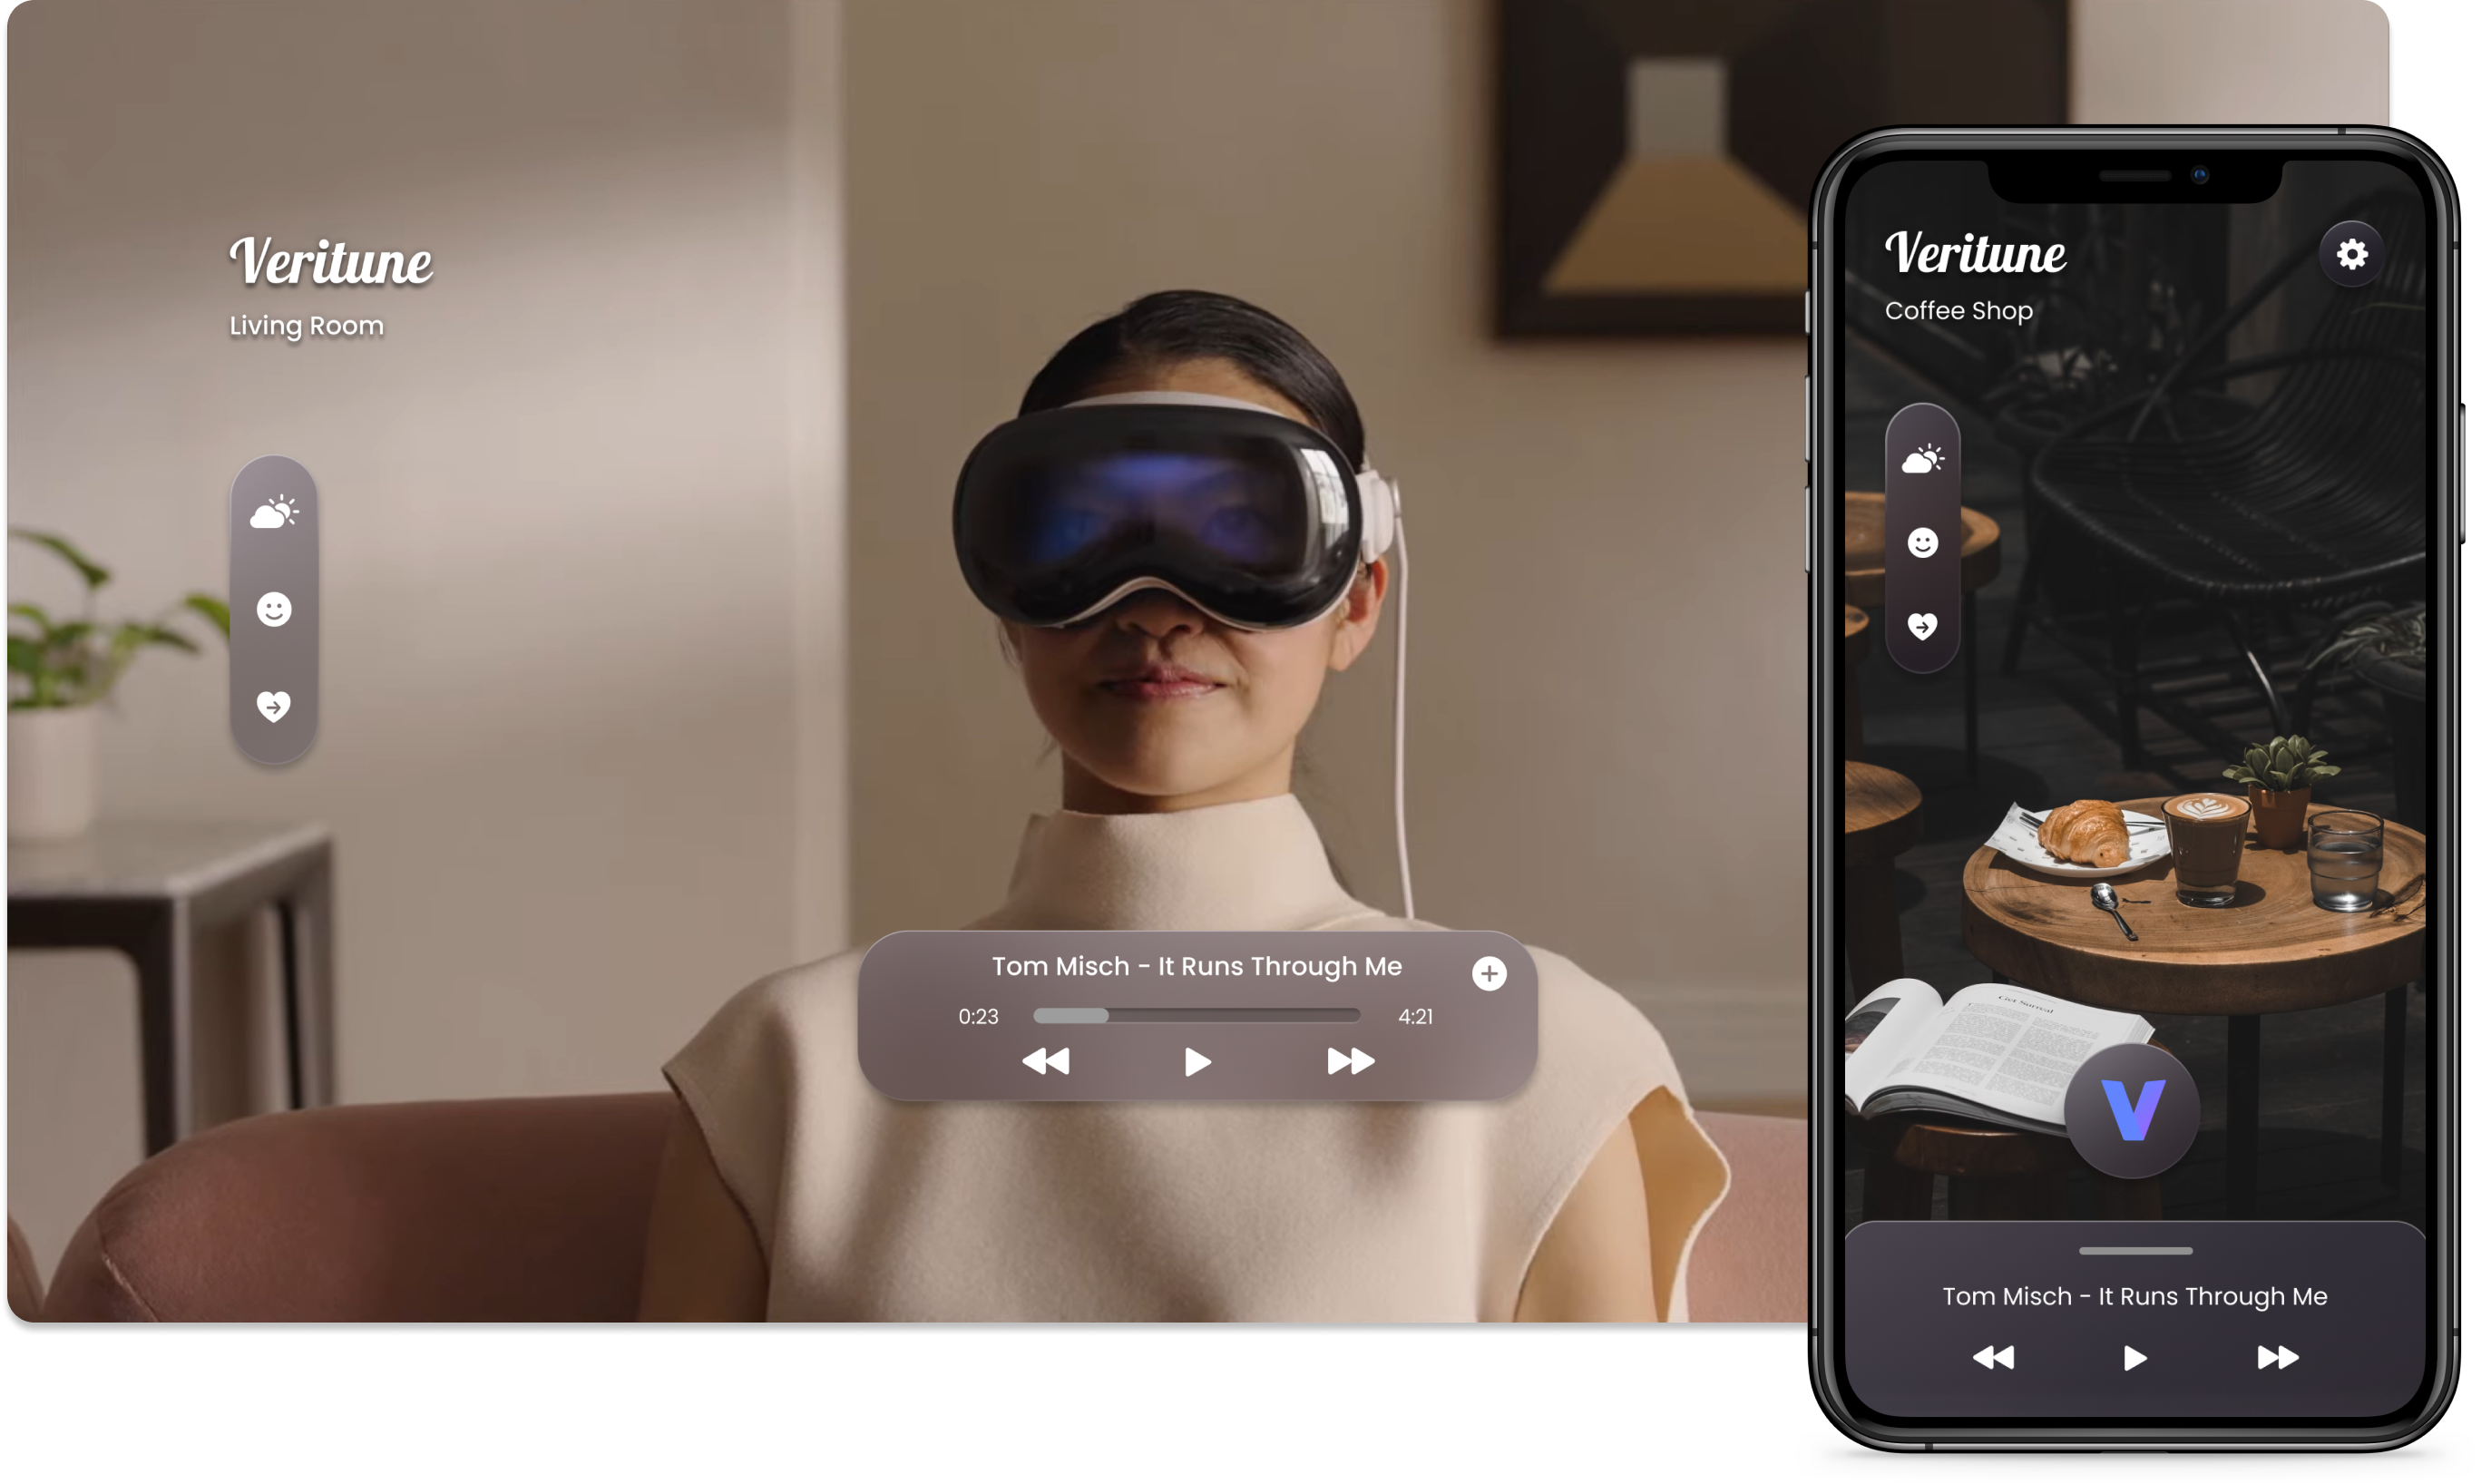 Veritune
Living Room
Tom Misch - It Runs Through Me
0:23
4:21
Veritune
Coffee Shop
V
Tom Misch - It Runs Through Me